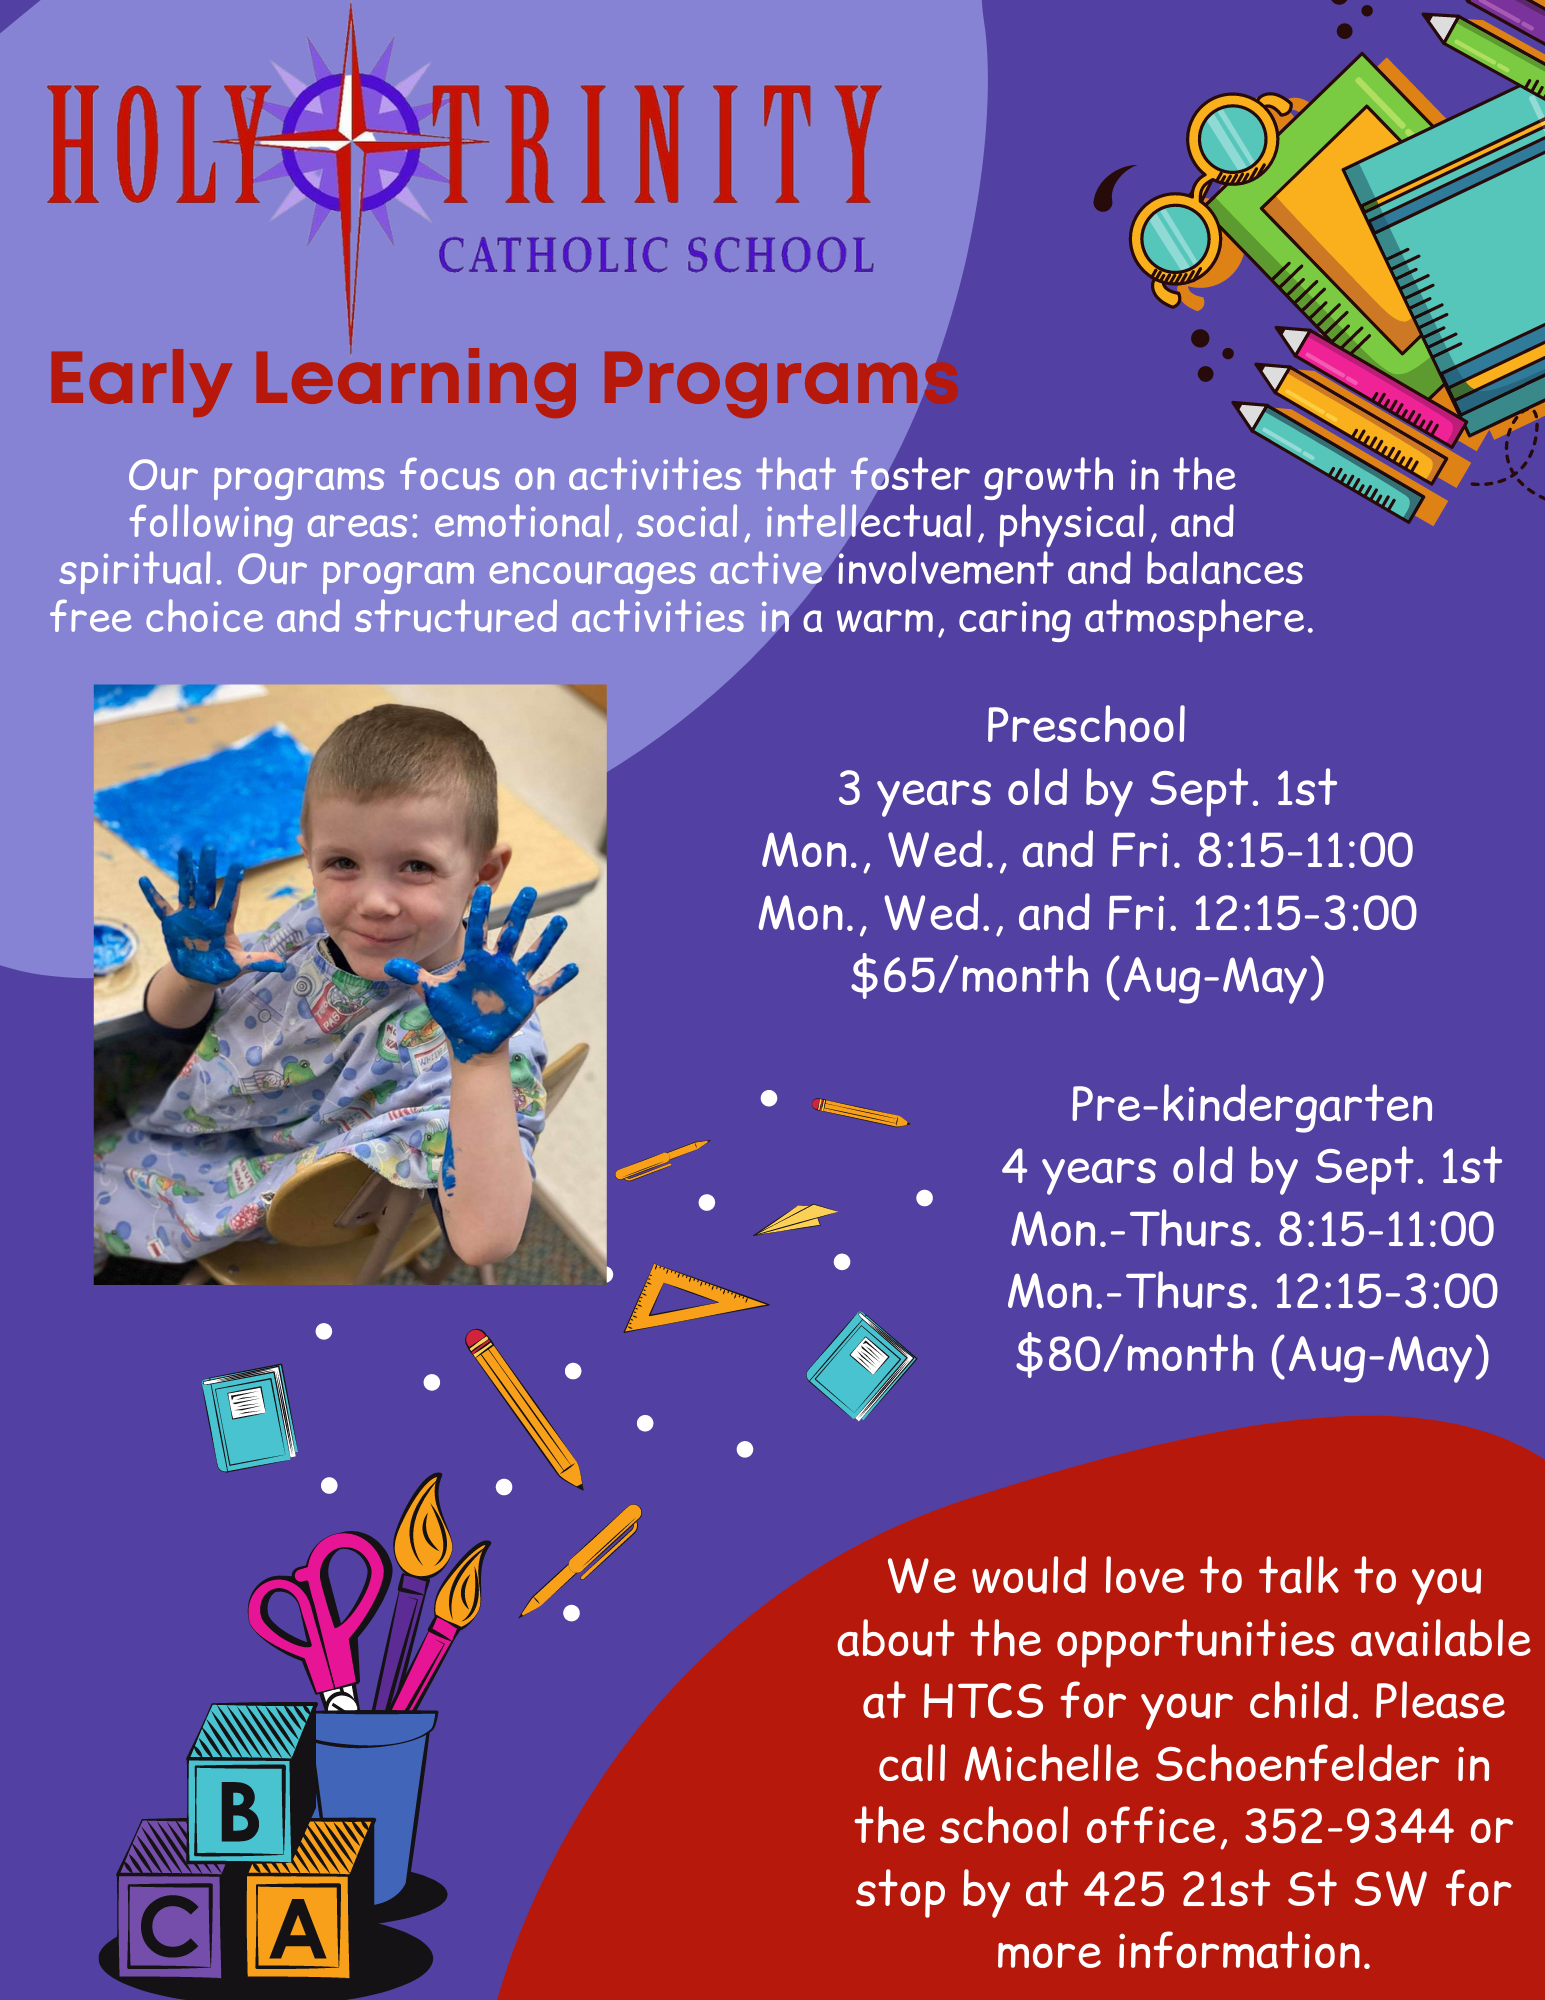 HOLY TRINITY
CATHOLIC SCHOOL
Early Learning Programs
Our programs focus on activities that foster growth in the
following areas: emotional, social, intellectual, physical, and
spiritual. Our program encourages active involvement and balances
free choice and structured activities in a warm, caring atmosphere.
Preschool
3 years old by Sept. 1st
Mon., Wed., and Fri. 8:15-11:00
Mon., Wed., and Fri. 12:15-3:00
$65/month (Aug-May)
Pre-kindergarten
4 years old by Sept. 1st
Mon.-Thurs. 8:15-11:00
Mon.-Thurs. 12:15-3:00
$80/month (Aug-May)
We would love to talk to you
about the opportunities available
at HTCS for your child. Please
call Michelle Schoenfelder in
the school office, 352-9344 or
stop by at 425 21st St SW for
more information.
B
C A